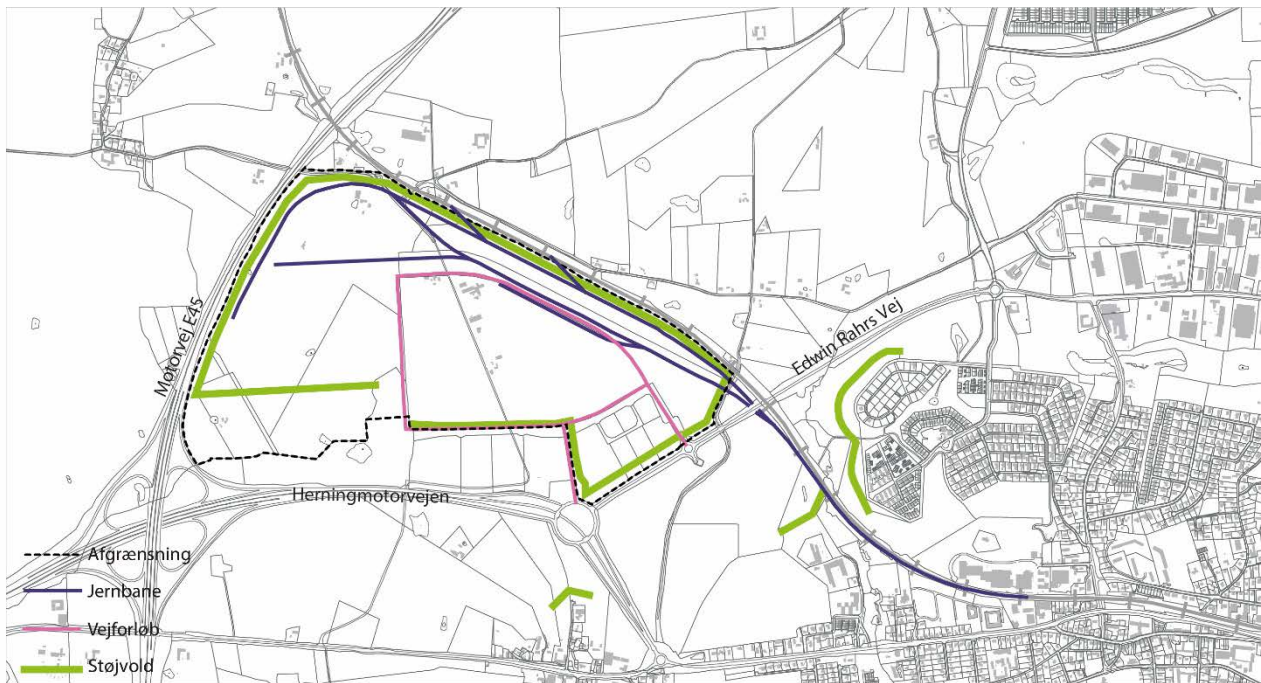 Motorvej E45
Edwin Rahrs Vej
Herningmotorvejen
Afgrænsning
Jernbane
Vejforløb
Støjvold